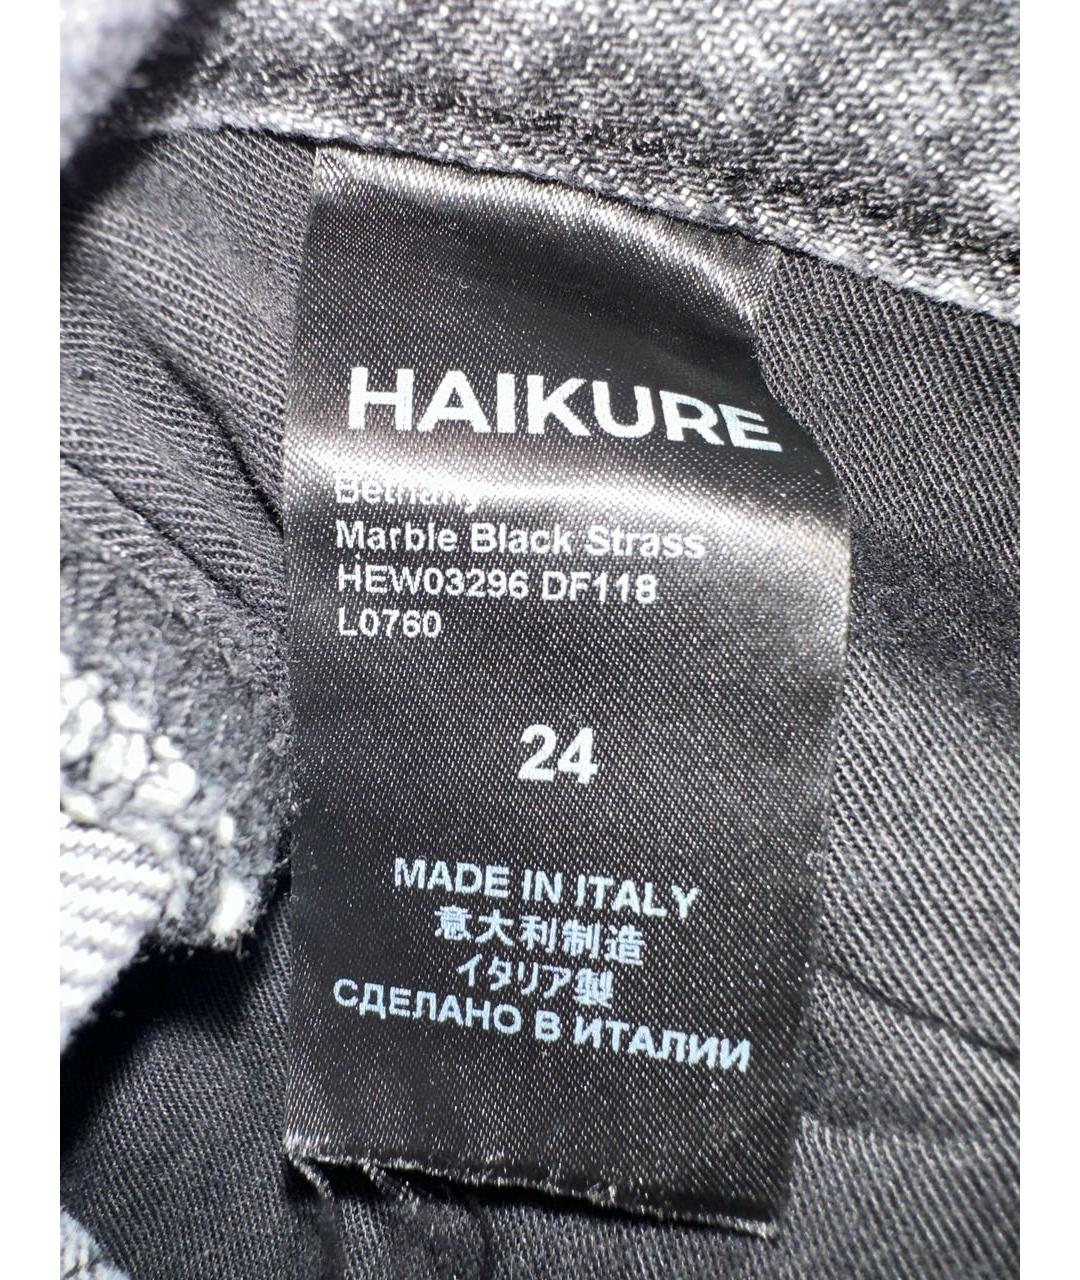 HAIKURE
Bethany
Marble Black Strass
HEW03296 DF118
L0760
24
MADE IN ITALY
意大利制造
イタリア製
СДЕЛАНО В ИТАЛИИ